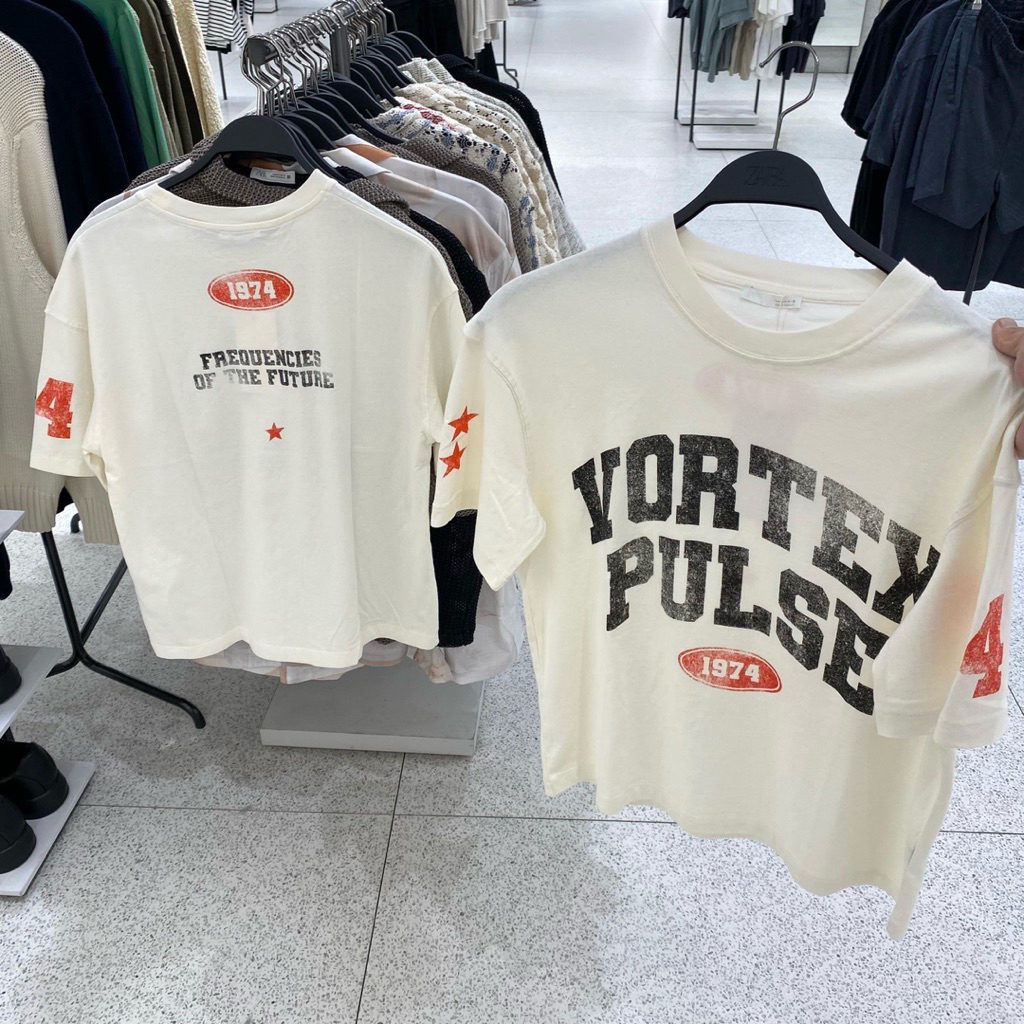 1974
FREQUENCIES
OF THE FUTURE
4
VORTEX
PULSE
1974
4